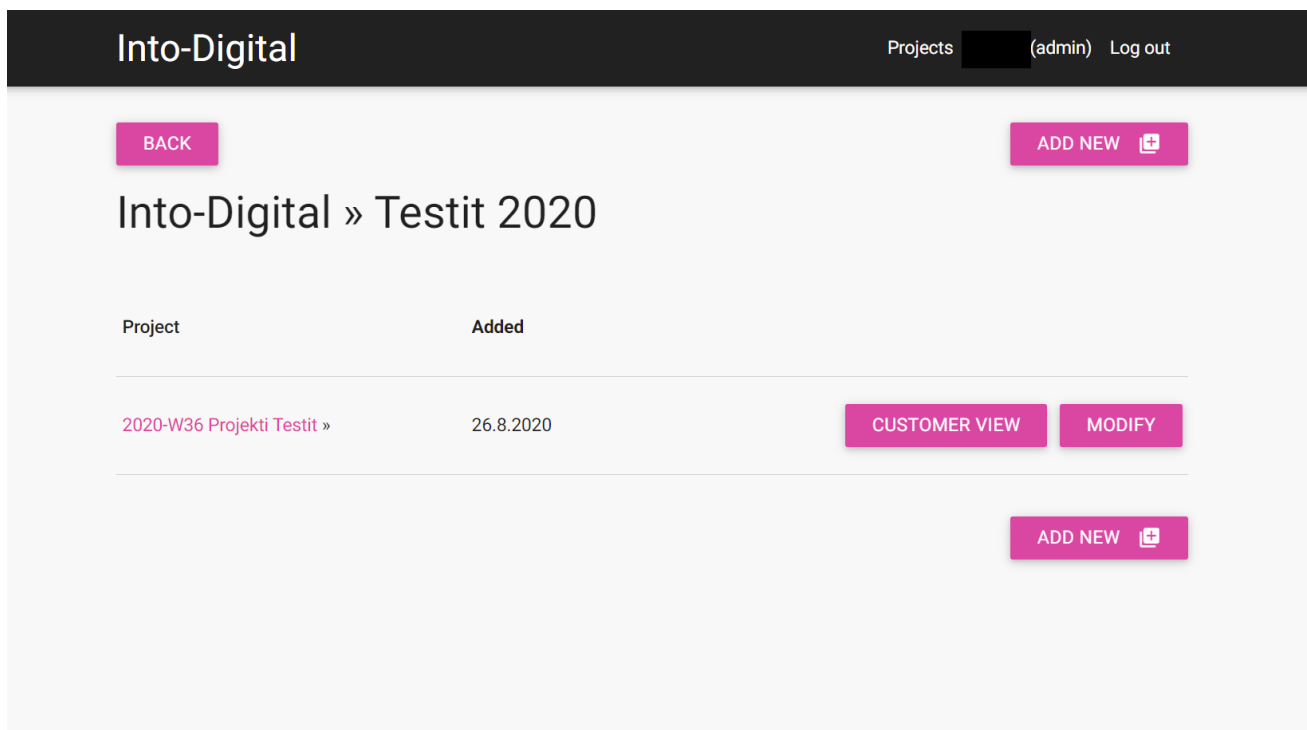 Into-Digital Projects (admin) Log out
BACK ADD NEW
Into-Digital » Testit 2020
Project Added
2020-W36 Projekti Testit » 26.8.2020 CUSTOMER VIEW MODIFY
ADD NEW